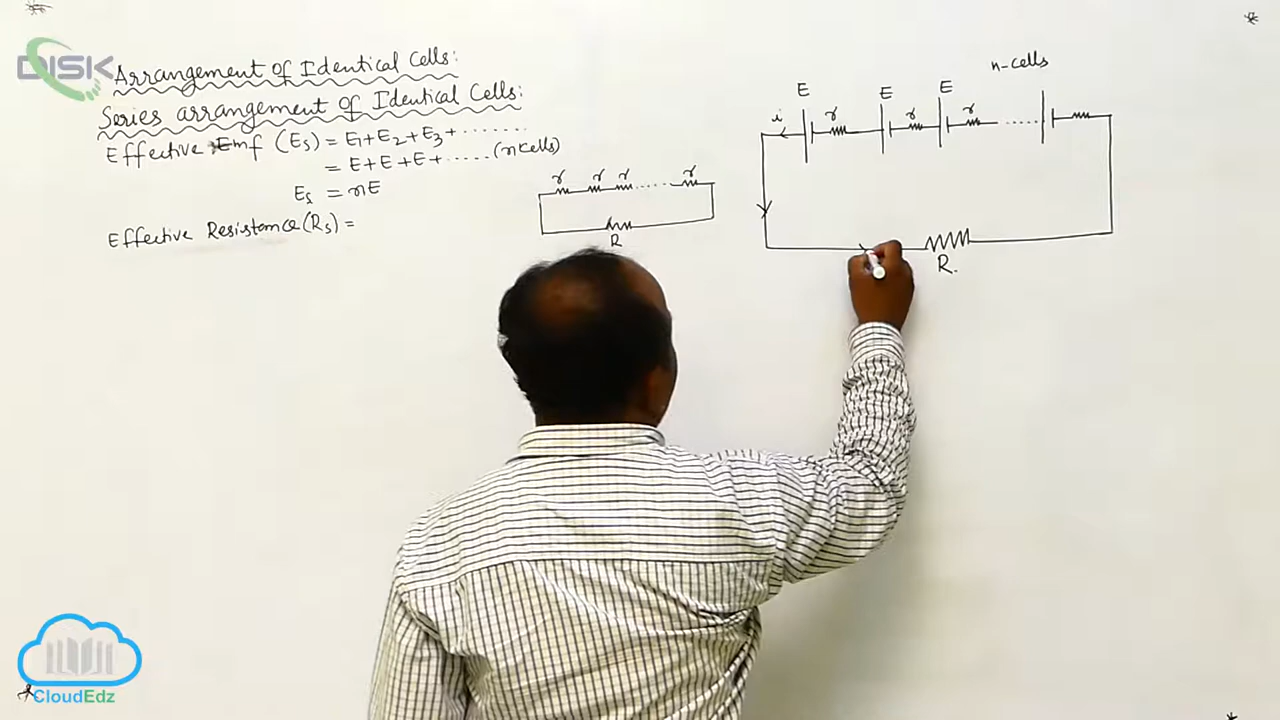 DISK
Arrangement of Identical Cells:
Series arrangement of Identical Cells:
Effective Emf (Es) = E1+E2+E3+.......
= E+E+E+.....(n cells)
Es = nE
Effective Resistance (Rs) =
r r r ...... r
R
n-cells
E E E
i r r r ......
R.
CloudEdz